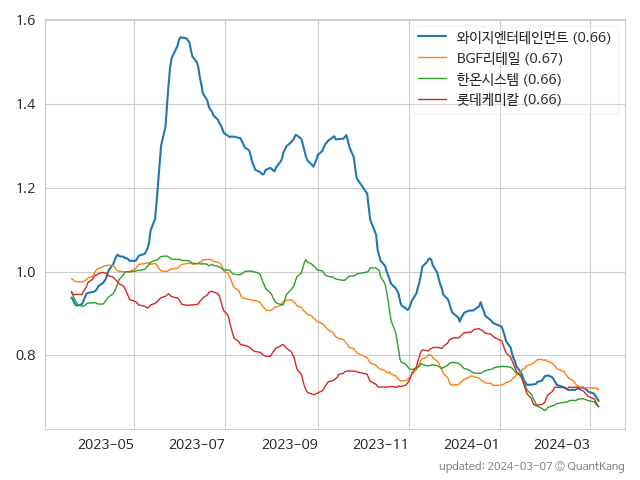 1.6
1.4
1.2
1.0
0.8
와이지엔터테인먼트 (0.66)
BGF리테일 (0.67)
한온시스템 (0.66)
롯데케미칼 (0.66)
2023-05 2023-07 2023-09 2023-11 2024-01 2024-03
updated: 2024-03-07 © QuantKang